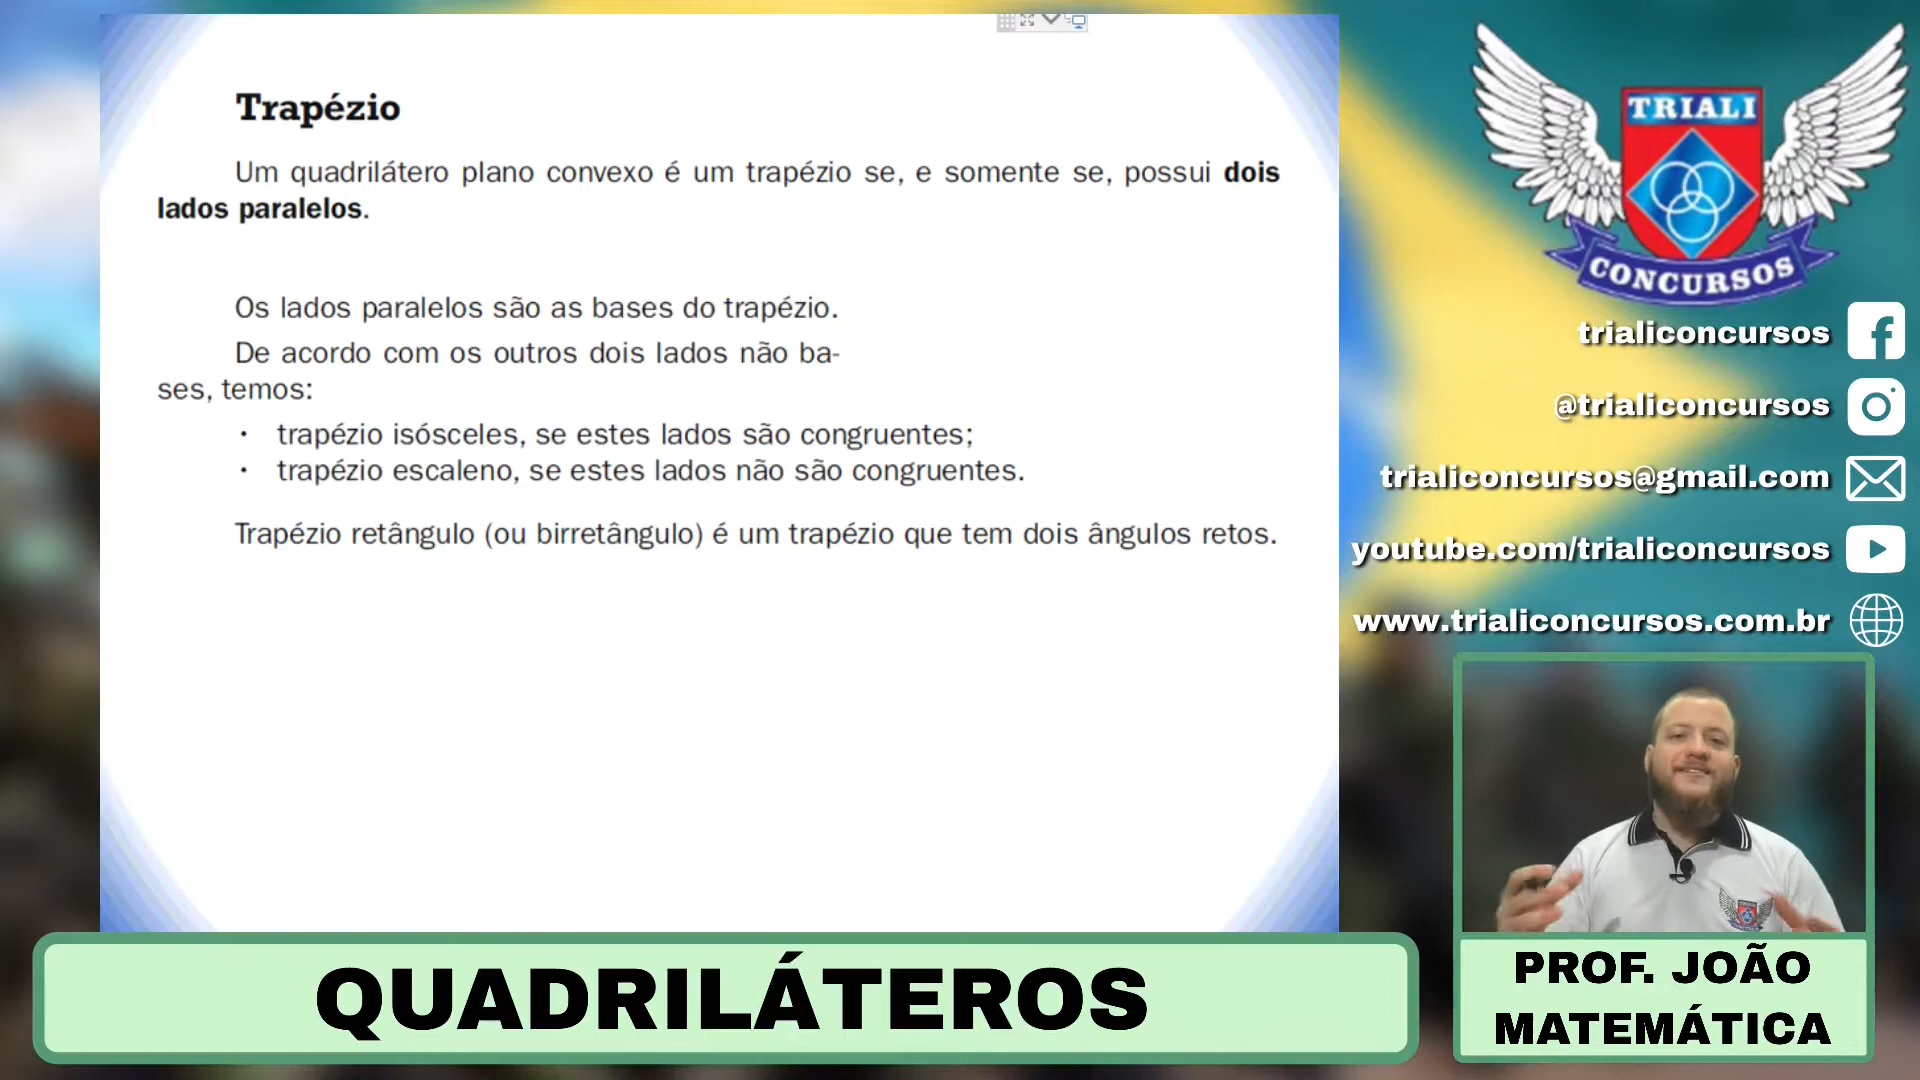 Trapézio
Um quadrilátero plano convexo é um trapézio se, e somente se, possui dois
lados paralelos.
Os lados paralelos são as bases do trapézio.
De acordo com os outros dois lados não ba-
ses, temos:
• trapézio isósceles, se estes lados são congruentes;
• trapézio escaleno, se estes lados não são congruentes.
Trapézio retângulo (ou birretângulo) é um trapézio que tem dois ângulos retos.
TRIALI
CONCURSOS
trialiconcursos
@trialiconcursos
trialiconcursos@gmail.com
youtube.com/trialiconcursos
www.trialiconcursos.com.br
QUADRILÁTEROS
PROF. JOÃO
MATEMÁTICA